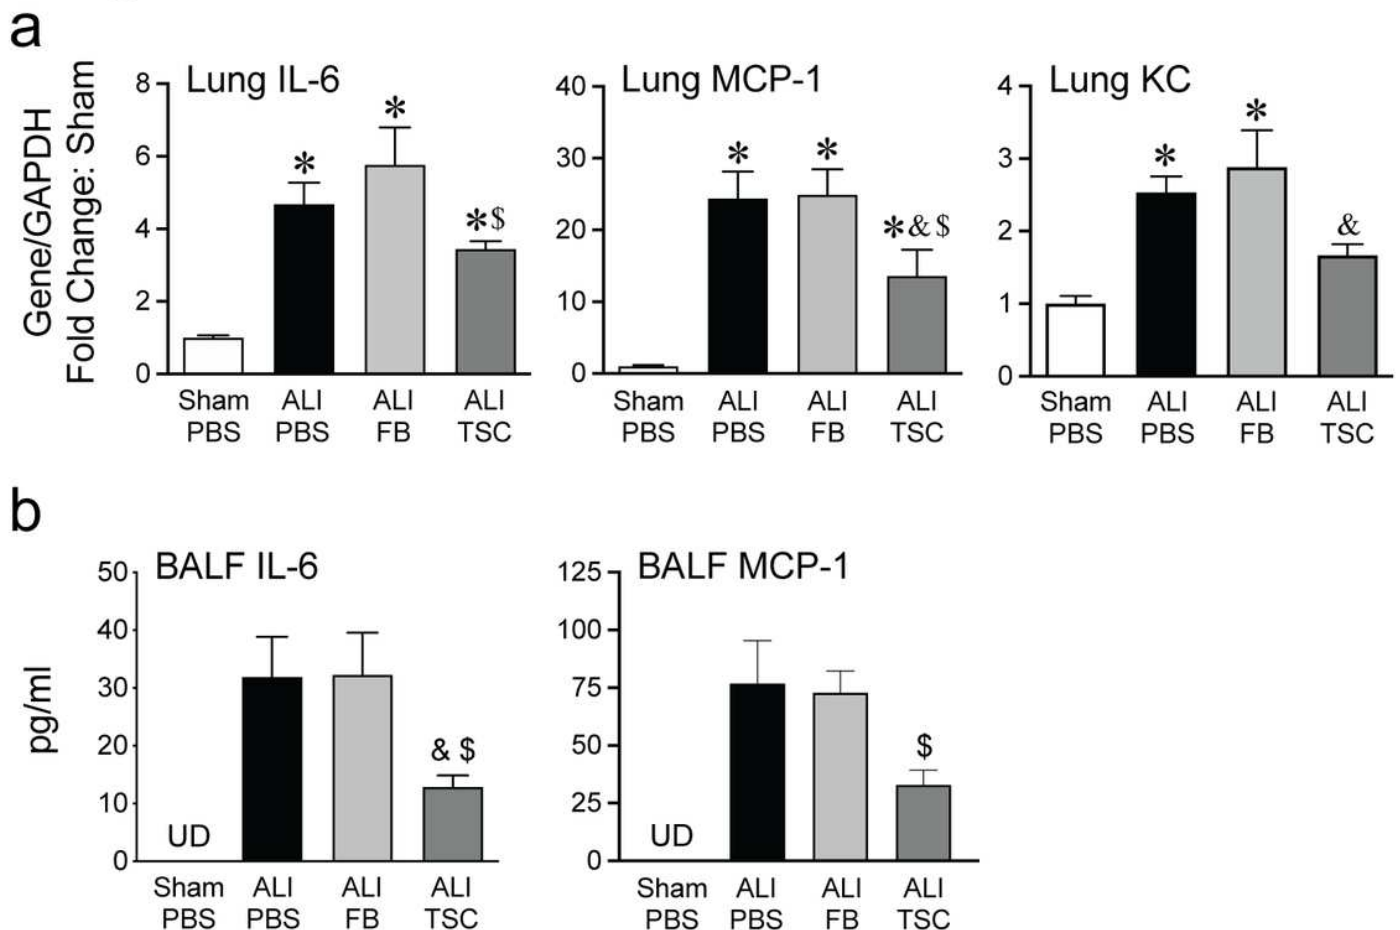 a
Gene/GAPDH
Fold Change: Sham
Lung IL-6
8
6
4
2
0
*
*
*$
Sham ALI ALI ALI
PBS PBS FB TSC
Lung MCP-1
40
30
20
10
0
*
*
*& $
Sham ALI ALI ALI
PBS PBS FB TSC
Lung KC
4
3
2
1
0
*
*
&
Sham ALI ALI ALI
PBS PBS FB TSC
b
pg/ml
BALF IL-6
50
40
30
20
10
0
UD
& $
Sham ALI ALI ALI
PBS PBS FB TSC
BALF MCP-1
125
100
75
50
25
0
UD
$
Sham ALI ALI ALI
PBS PBS FB TSC